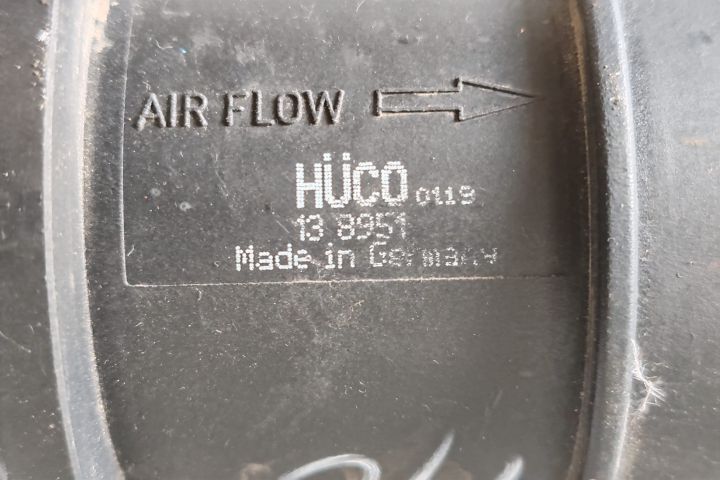 AIR FLOW
HÜCO 0119
13 8951
Made in Germany